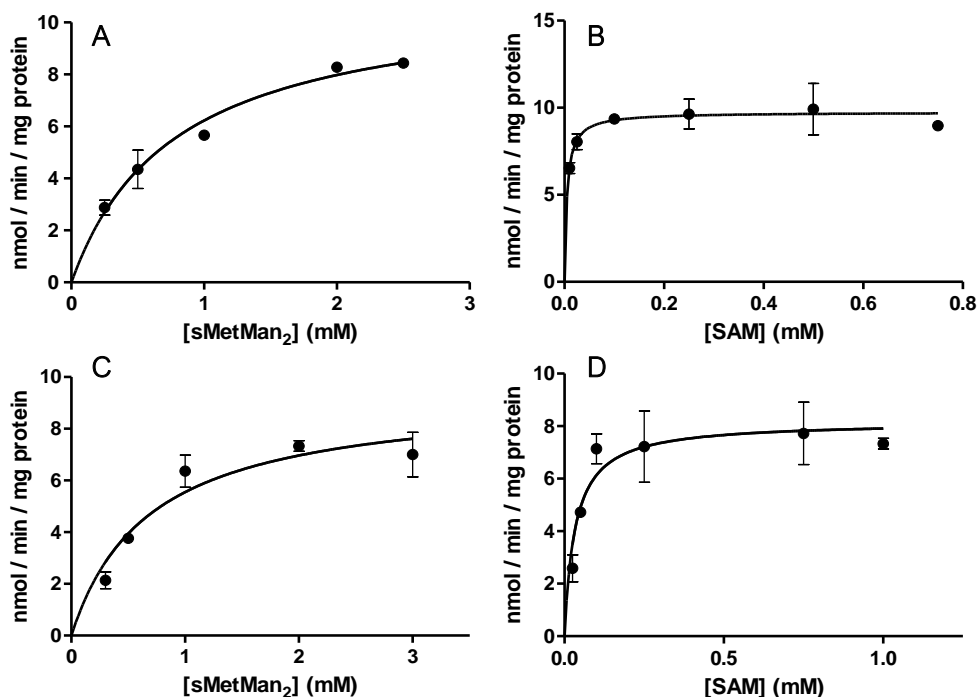 A
nmol / min / mg protein
10
8
6
4
2
0
0 1 2 3
[sMetMan₂] (mM)
B
nmol / min / mg protein
15
10
5
0
0.0 0.2 0.4 0.6 0.8
[SAM] (mM)
C
nmol / min / mg protein
10
8
6
4
2
0
0 1 2 3
[sMetMan₂] (mM)
D
nmol / min / mg protein
10
8
6
4
2
0
0.0 0.5 1.0
[SAM] (mM)